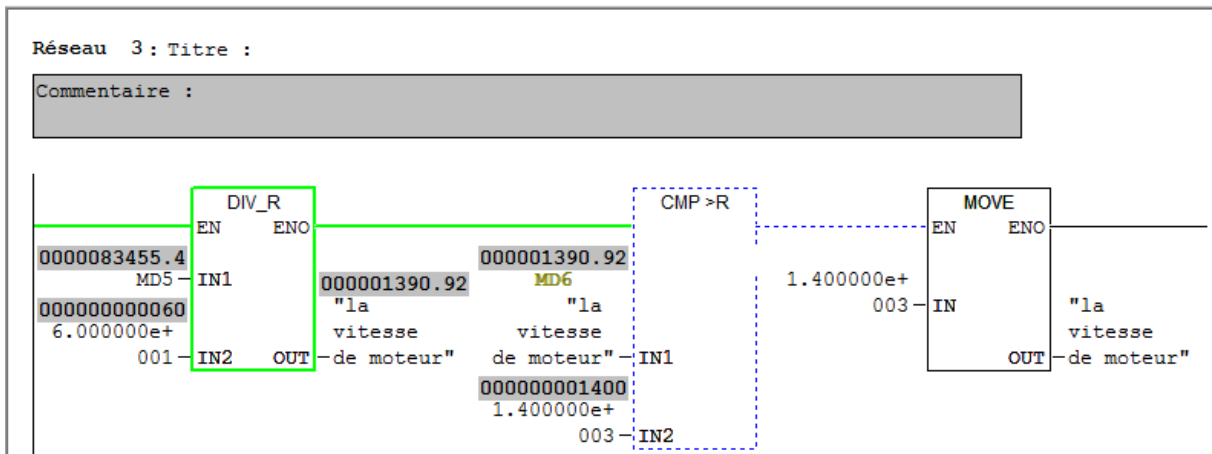 Réseau 3: Titre :
Commentaire :
DIV_R
CMP >R
MOVE
EN ENO
EN ENO
0000083455.4
000001390.92
MD5
IN1
000001390.92
MD6
1.400000e+
003
IN
000000000060
6.000000e+
001
IN2
OUT
"la
vitesse
de moteur"
"la
vitesse
de moteur"
IN1
"la
vitesse
OUT
de moteur"
000000001400
1.400000e+
003
IN2